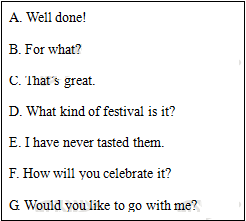 A. Well done!
B. For what?
C. That's great.
D. What kind of festival is it?
E. I have never tasted them.
F. How will you celebrate it?
G. Would you like to go with me?